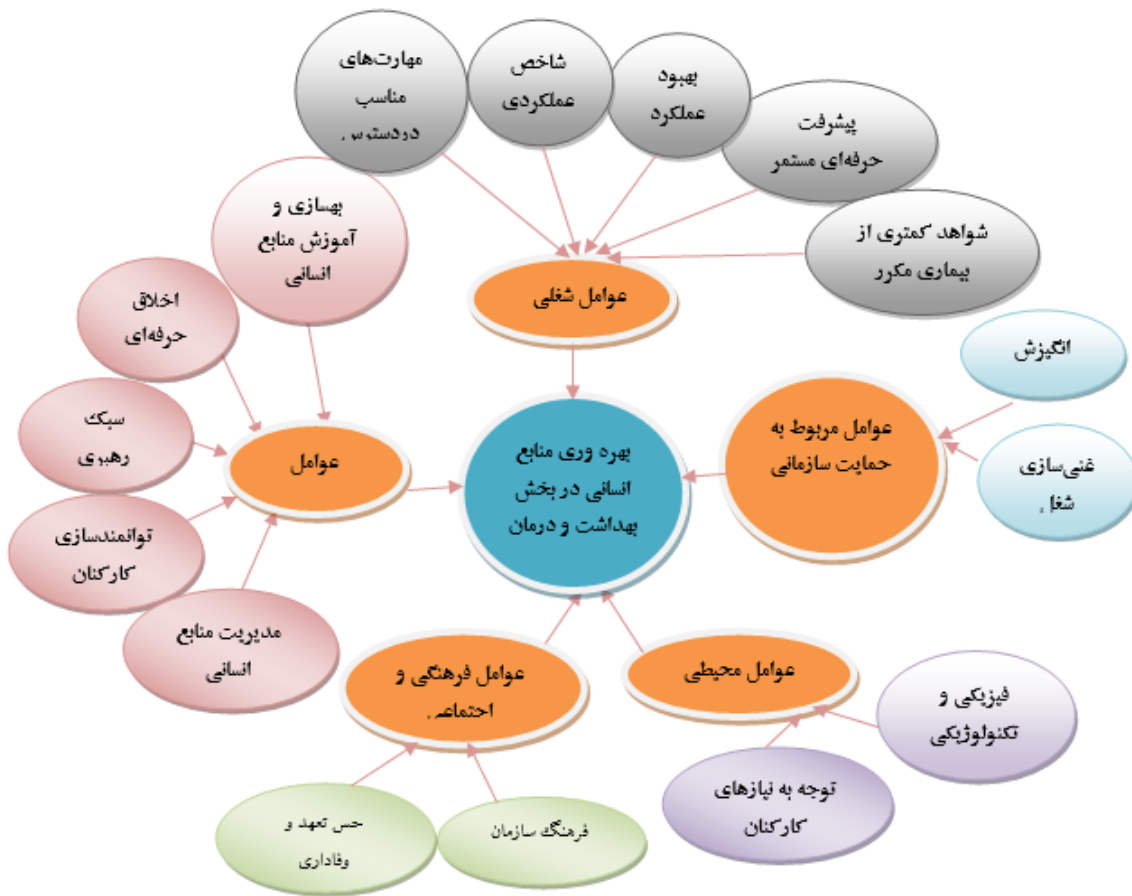 مهارت‌های
مناسب
دردسترس
شاخص
عملکردی
بهبود
عملکرد
پیشرفت
حرفه‌ای مستمر
شواهد کمتری از
بیماری مکرر
عوامل شغلی
بهسازی و
آموزش منابع
انسانی
اخلاق
حرفه‌ای
سبک
رهبری
توانمندسازی
کارکنان
مدیریت منابع
انسانی
عوامل
بهره وری منابع
انسانی در بخش
بهداشت و درمان
عوامل مربوط به
حمایت سازمانی
انگیزش
غنی‌سازی
شغل
عوامل فرهنگی و
اجتماعی
حس تعهد و
وفاداری
فرهنگ سازمان
عوامل محیطی
فیزیکی و
تکنولوژیکی
توجه به نیازهای
کارکنان